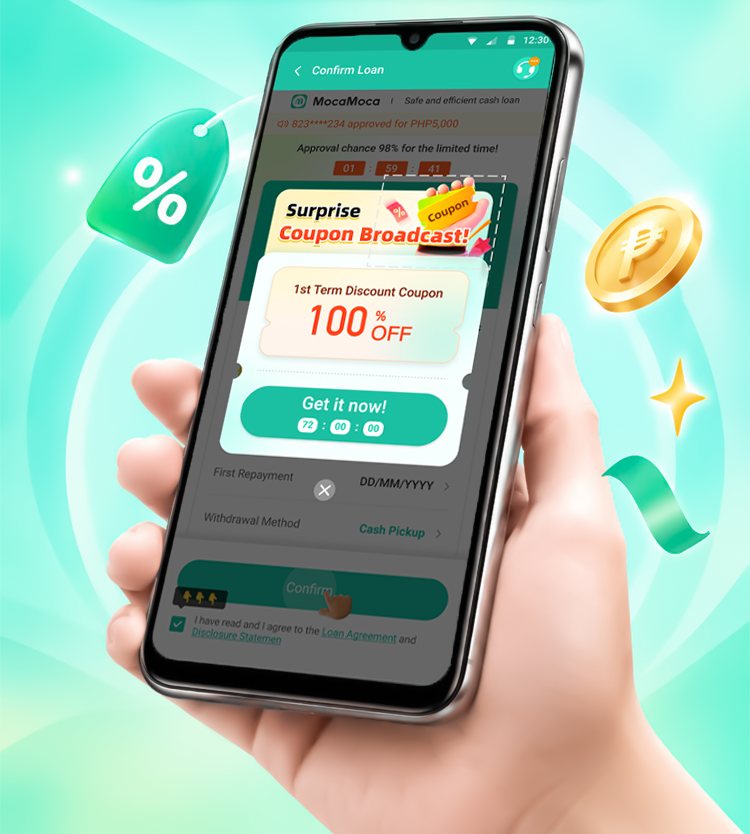 12:30
Confirm Loan
MocaMoca | Safe and efficient cash loan
823****234 approved for PHP5,000
Approval chance 98% for the limited time!
01 : 59 : 41
%
%
Coupon
Surprise
Coupon Broadcast!
1st Term Discount Coupon
100% OFF
Get it now!
72 : 00 : 00
First Repayment DD/MM/YYYY
Withdrawal Method Cash Pickup
Confirm
I have read and I agree to the Loan Agreement and
Disclosure Statemen